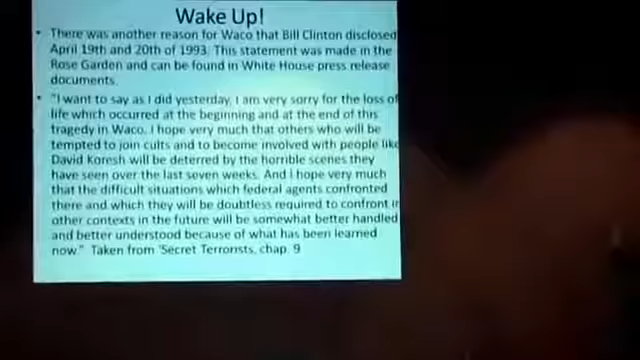 Wake Up!
• There was another reason for Waco that Bill Clinton disclosed
April 19th and 20th of 1993. This statement was made in the
Rose Garden and can be found in White House press release
documents.
• "I want to say as I did yesterday, I am very sorry for the loss of
life which occurred at the beginning and at the end of this
tragedy in Waco. I hope very much that others who will be
tempted to join cults and to become involved with people like
David Koresh will be deterred by the horrible scenes they
have seen over the last seven weeks. And I hope very much
that the difficult situations which federal agents confronted
there and which they will be doubtless required to confront in
other contexts in the future will be somewhat better handled
and better understood because of what has been learned
now." Taken from 'Secret Terrorists, chap. 9